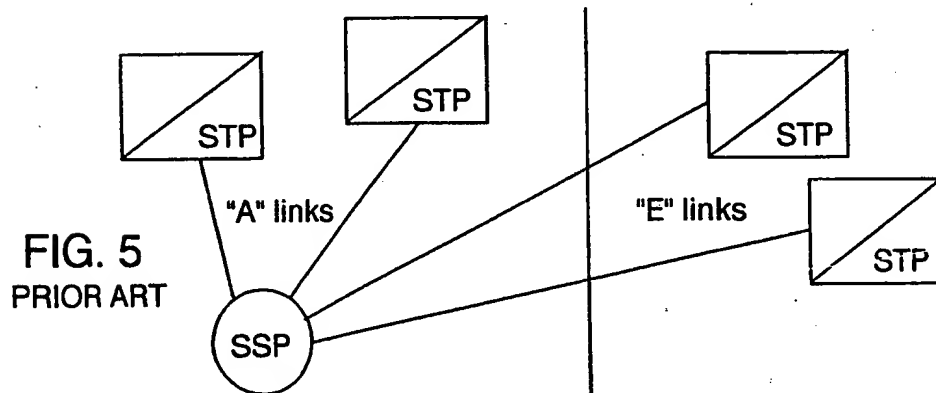 STP
STP
STP
"A" links
"E" links
STP
FIG. 5
PRIOR ART
SSP